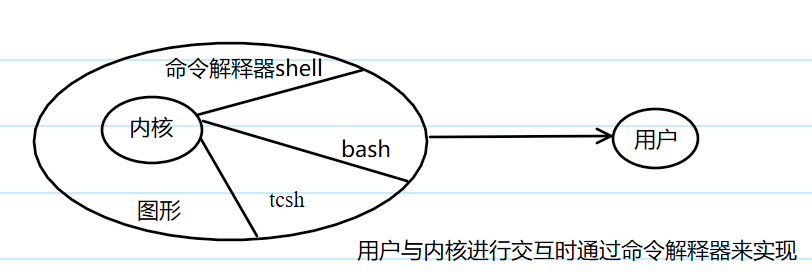 命令解释器shell
内核
用户
bash
tcsh
图形
用户与内核进行交互时通过命令解释器来实现